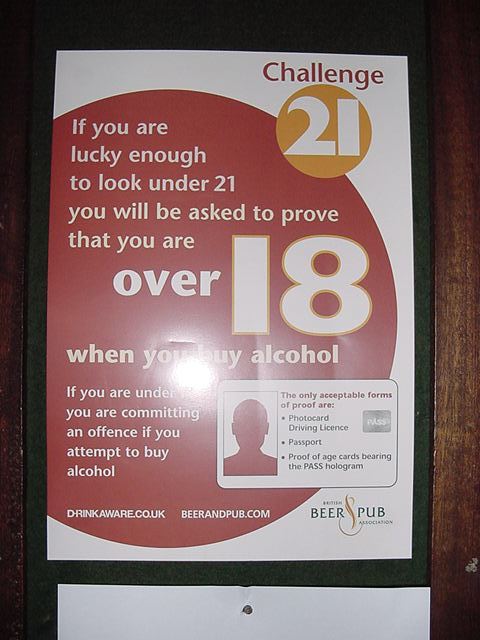 Challenge
21
If you are
lucky enough
to look under 21
you will be asked to prove
that you are
over 18
when you buy alcohol
If you are under
you are committing
an offence if you
attempt to buy
alcohol
The only acceptable forms
of proof are:
• Photocard
Driving Licence
PASS
• Passport
• Proof of age cards bearing
the PASS hologram
DRINKAWARE.CO.UK BEERANDPUB.COM
BRITISH
BEER & PUB
ASSOCIATION